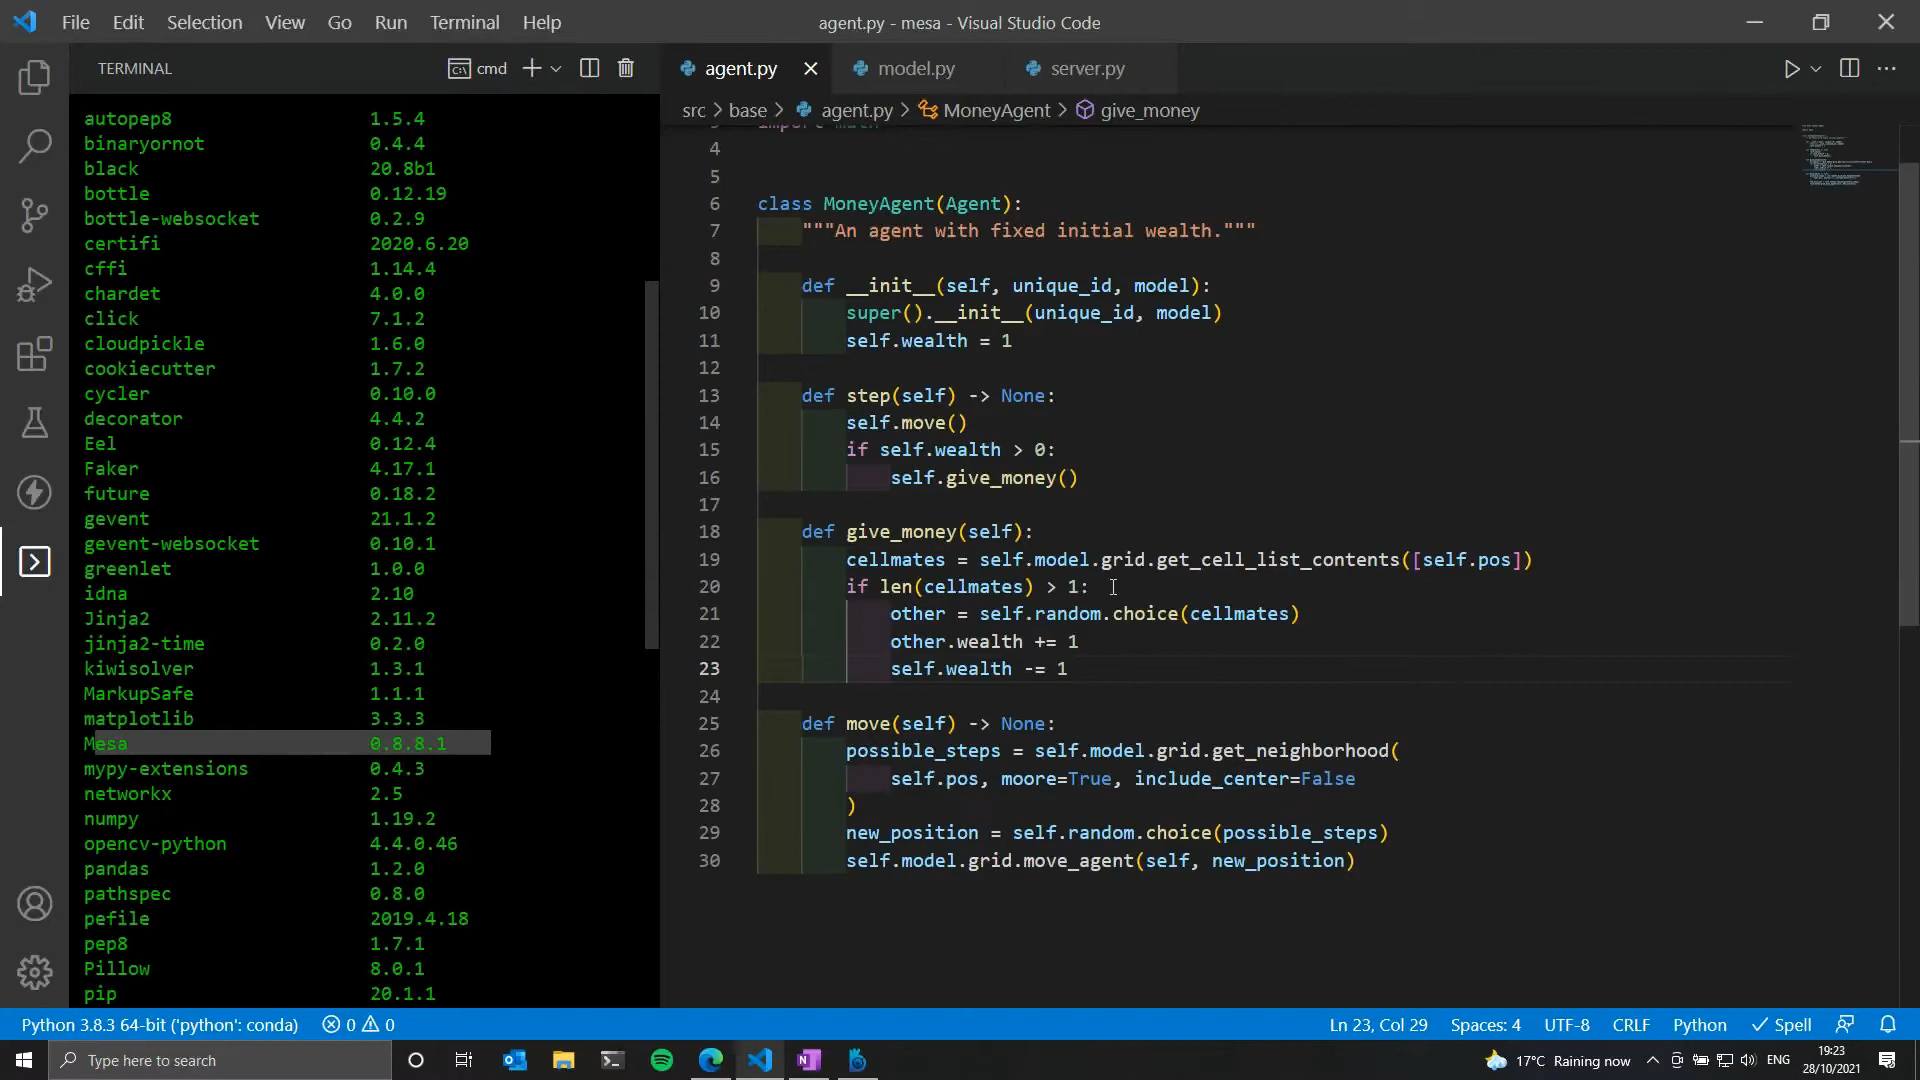 File Edit Selection View Go Run Terminal Help
agent.py - mesa - Visual Studio Code
TERMINAL
cmd
autopep8 1.5.4
binaryornot 0.4.4
black 20.8b1
bottle 0.12.19
bottle-websocket 0.2.9
certifi 2020.6.20
cffi 1.14.4
chardet 4.0.0
click 7.1.2
cloudpickle 1.6.0
cookiecutter 1.7.2
cycler 0.10.0
decorator 4.4.2
Eel 0.12.4
Faker 4.17.1
future 0.18.2
gevent 21.1.2
gevent-websocket 0.10.1
greenlet 1.0.0
idna 2.10
Jinja2 2.11.2
jinja2-time 0.2.0
kiwisolver 1.3.1
MarkupSafe 1.1.1
matplotlib 3.3.3
Mesa 0.8.8.1
mypy-extensions 0.4.3
networkx 2.5
numpy 1.19.2
opencv-python 4.4.0.46
pandas 1.2.0
pathspec 0.8.0
pefile 2019.4.18
pep8 1.7.1
Pillow 8.0.1
pip 20.1.1
agent.py model.py server.py
src > base > agent.py > MoneyAgent > give_money
3 import math
4
5
6 class MoneyAgent(Agent):
7 """An agent with fixed initial wealth."""
8
9 def __init__(self, unique_id, model):
10 super().__init__(unique_id, model)
11 self.wealth = 1
12
13 def step(self) -> None:
14 self.move()
15 if self.wealth > 0:
16 self.give_money()
17
18 def give_money(self):
19 cellmates = self.model.grid.get_cell_list_contents([self.pos])
20 if len(cellmates) > 1:
21 other = self.random.choice(cellmates)
22 other.wealth += 1
23 self.wealth -= 1
24
25 def move(self) -> None:
26 possible_steps = self.model.grid.get_neighborhood(
27 self.pos, moore=True, include_center=False
28 )
29 new_position = self.random.choice(possible_steps)
30 self.model.grid.move_agent(self, new_position)
Python 3.8.3 64-bit ('python': conda) 0 0
Ln 23, Col 29 Spaces: 4 UTF-8 CRLF Python Spell
Type here to search
17°C Raining now
ENG
19:23
28/10/2021